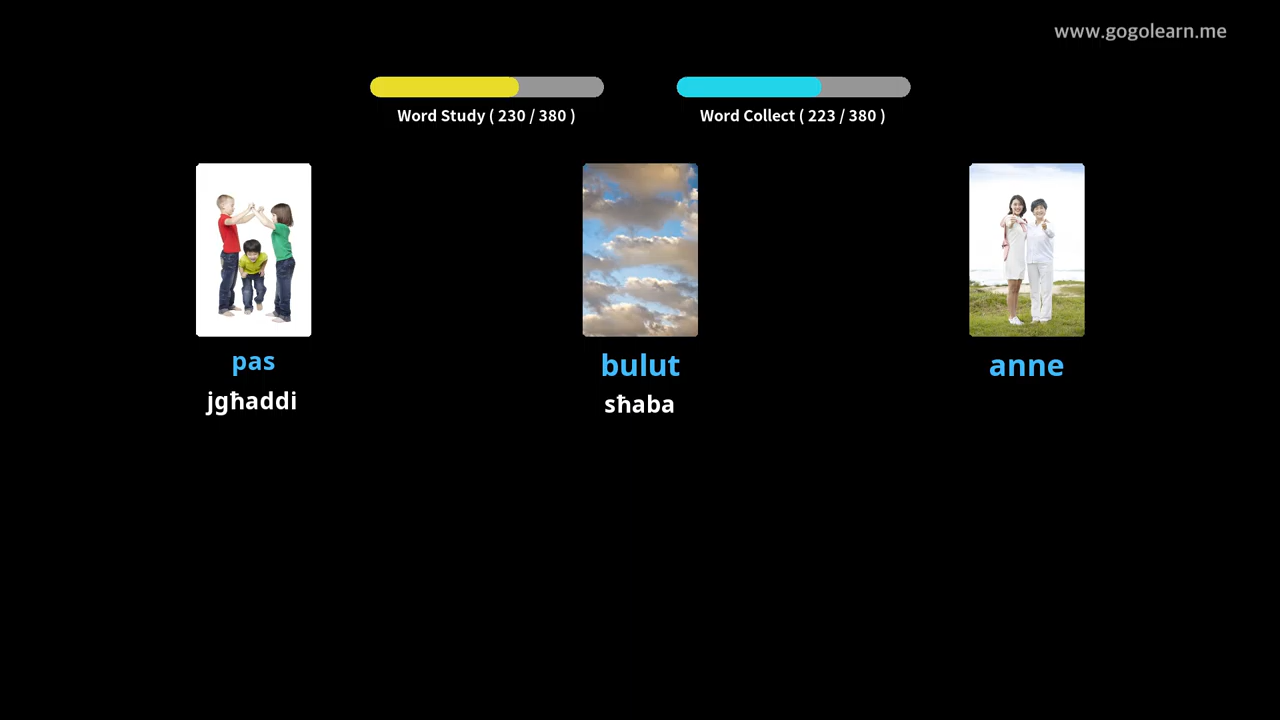 www.gogolearn.me
Word Study ( 230 / 380 )
Word Collect ( 223 / 380 )
pas
jgħaddi
bulut
sħaba
anne